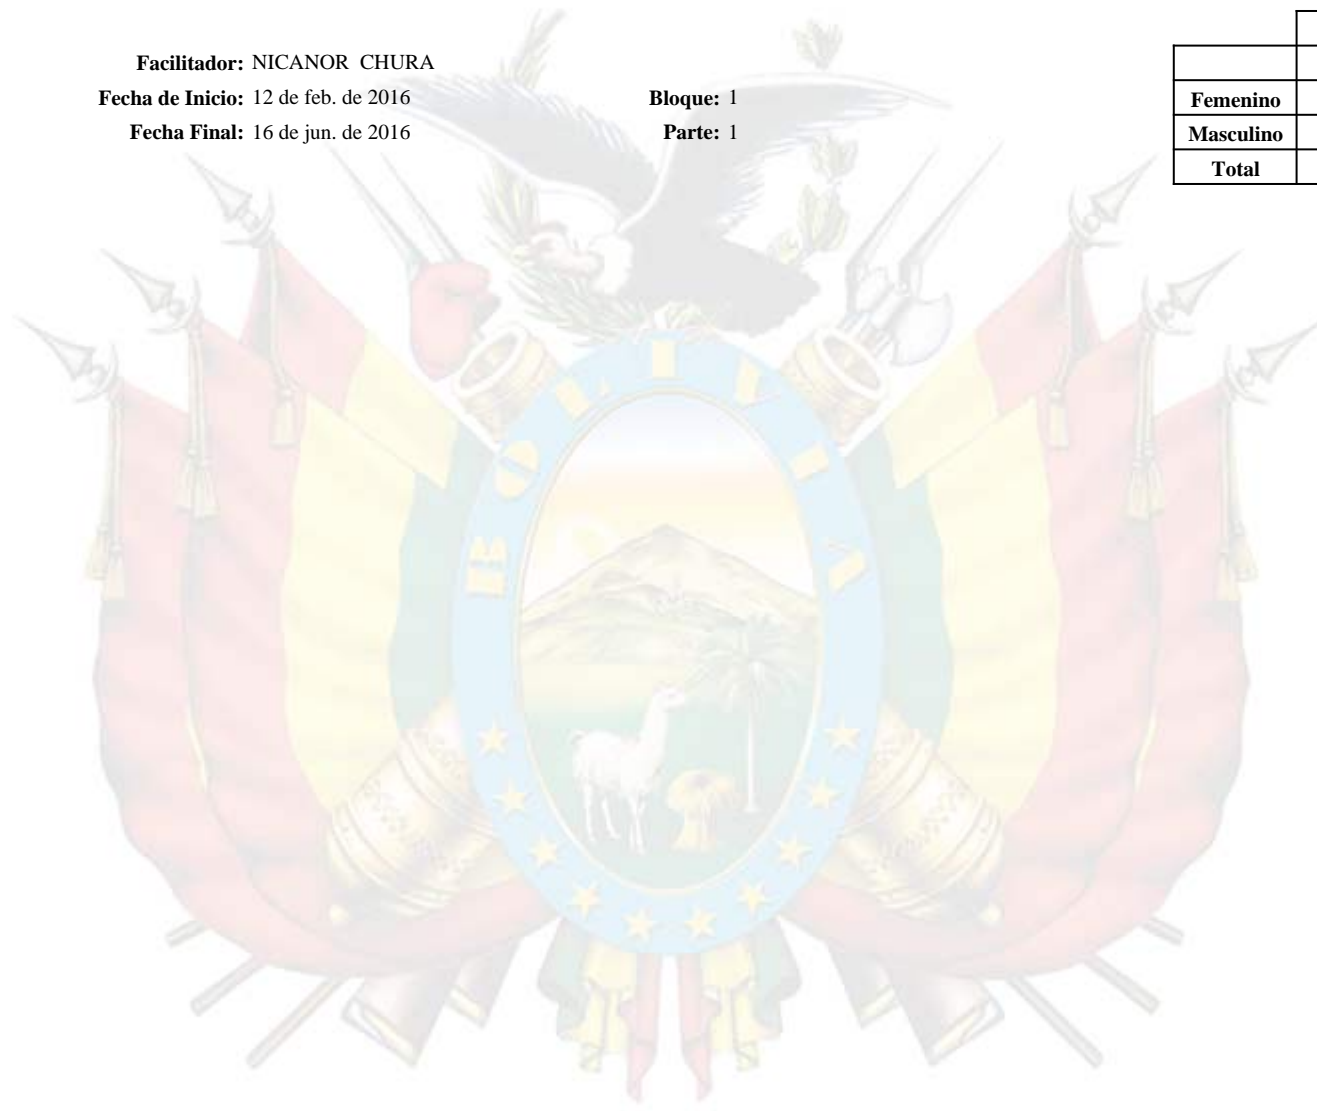 Facilitador: NICANOR CHURA
Fecha de Inicio: 12 de feb. de 2016 Bloque: 1
Fecha Final: 16 de jun. de 2016 Parte: 1
Femenino
Masculino
Total
BOLIVIA